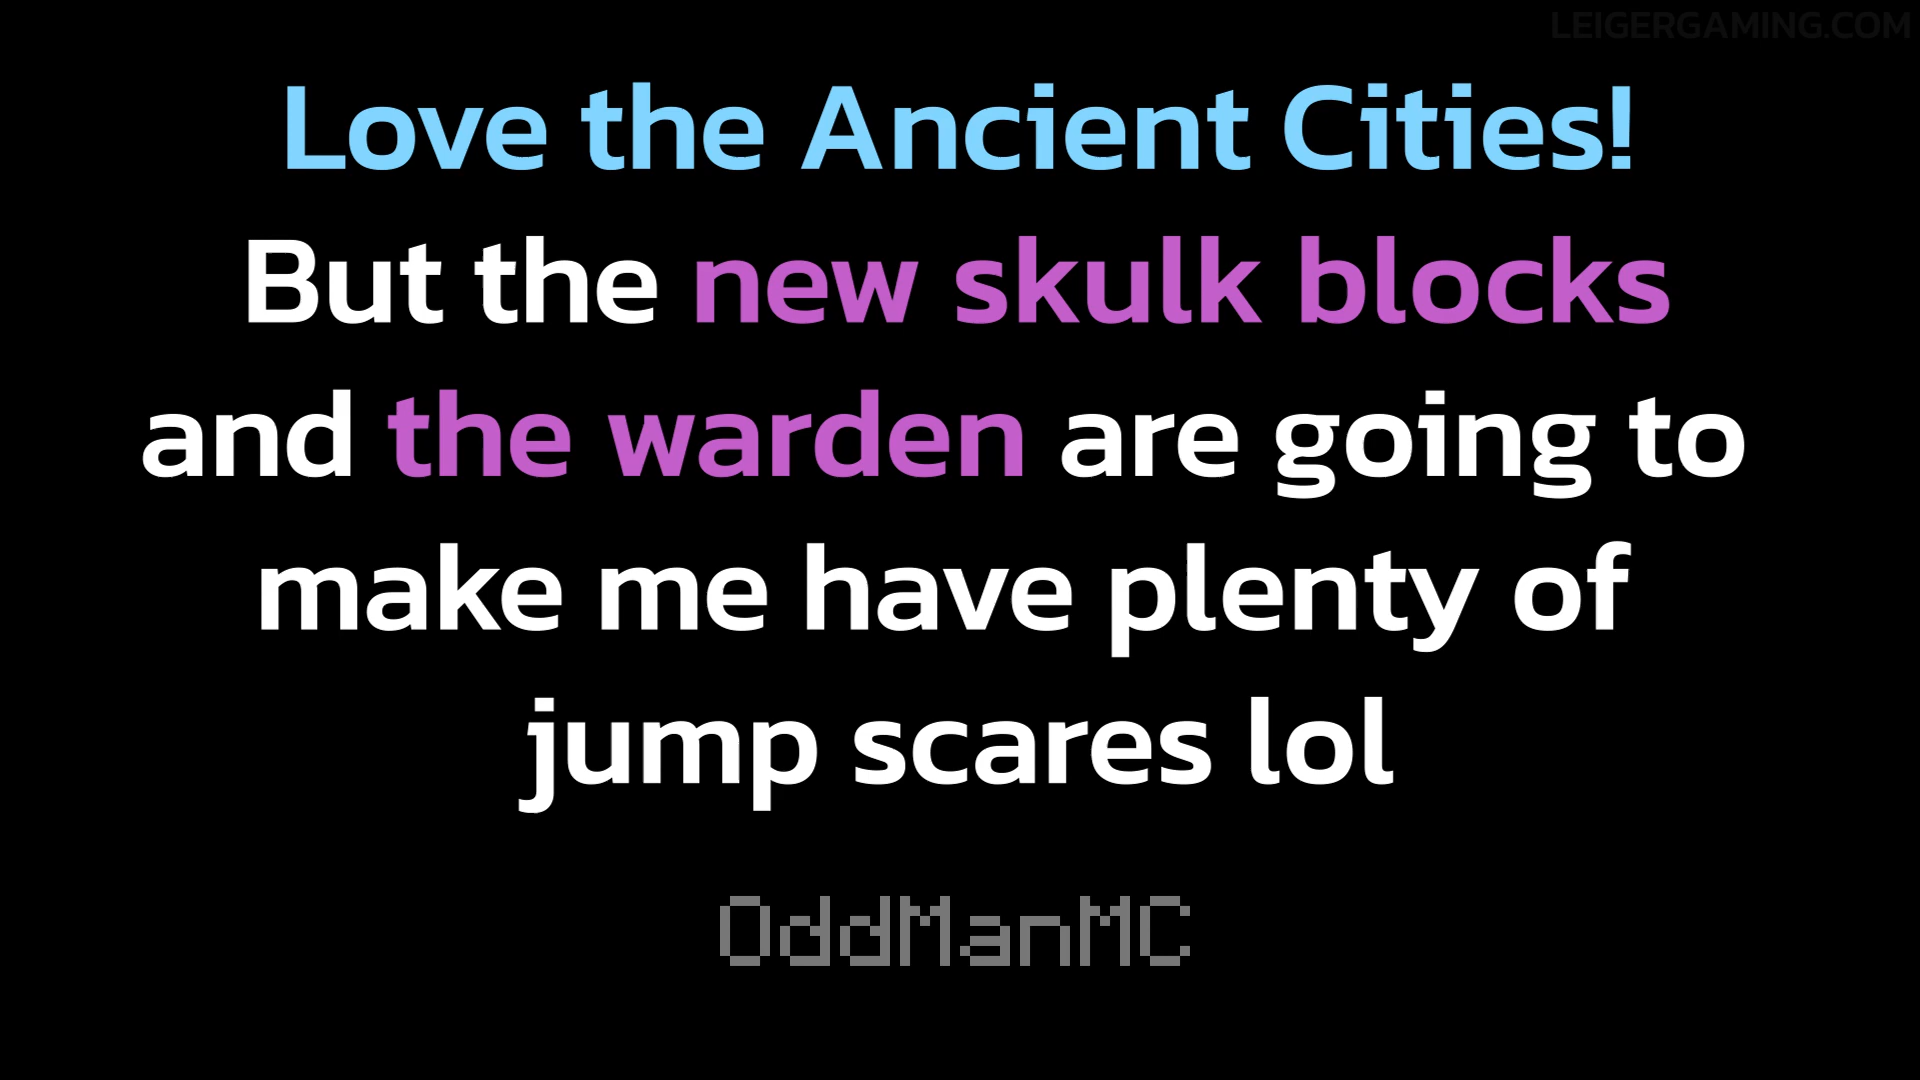 LEIGERGAMING.COM
Love the Ancient Cities!
But the new skulk blocks
and the warden are going to
make me have plenty of
jump scares lol
OddManMC